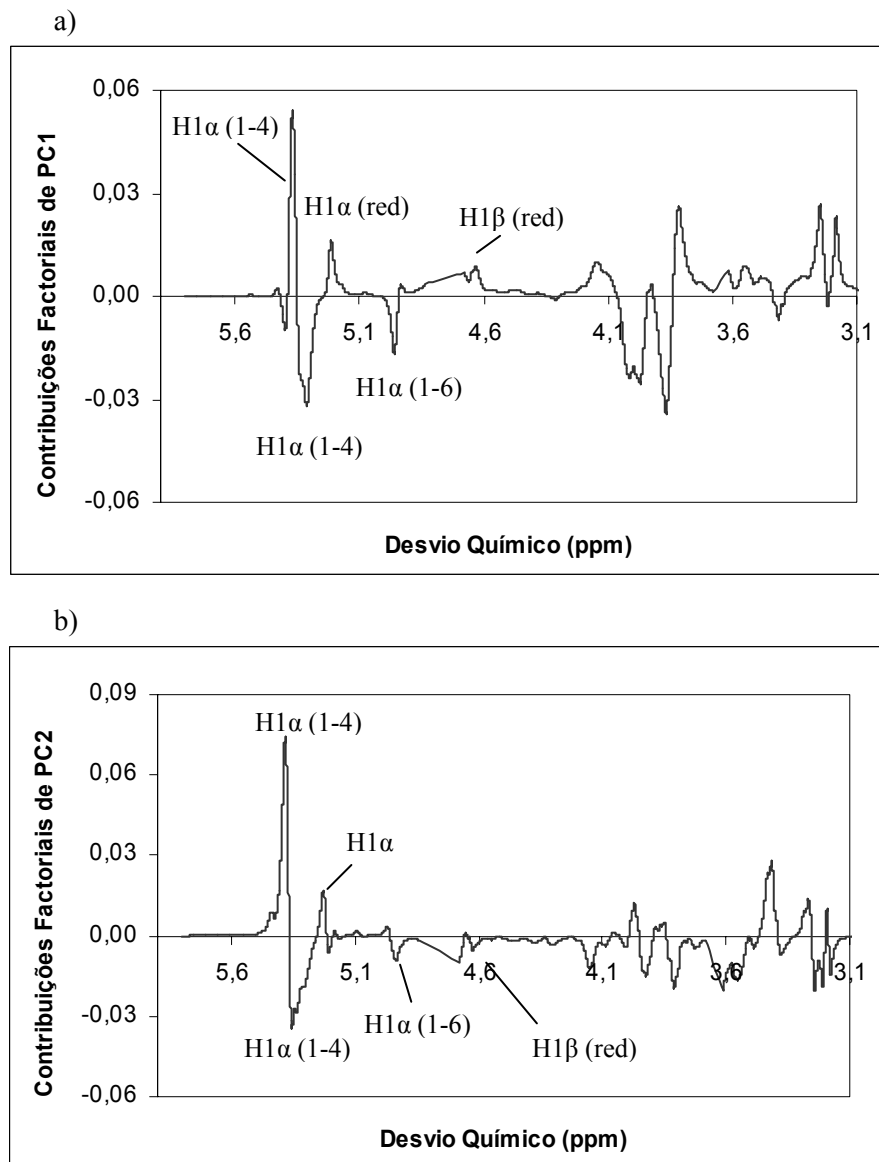 a)
0,06
0,03
0,00
-0,03
-0,06
Contribuições Factoriais de PC1
H1α (1-4)
H1α (red)
H1β (red)
5,6 5,1 4,6 4,1 3,6 3,1
H1α (1-6)
H1α (1-4)
Desvio Químico (ppm)
b)
0,09
0,06
0,03
0,00
-0,03
-0,06
Contribuições Factoriais de PC2
H1α (1-4)
H1α
5,6 5,1 4,6 4,1 3,6 3,1
H1α (1-6)
H1α (1-4)
H1β (red)
Desvio Químico (ppm)